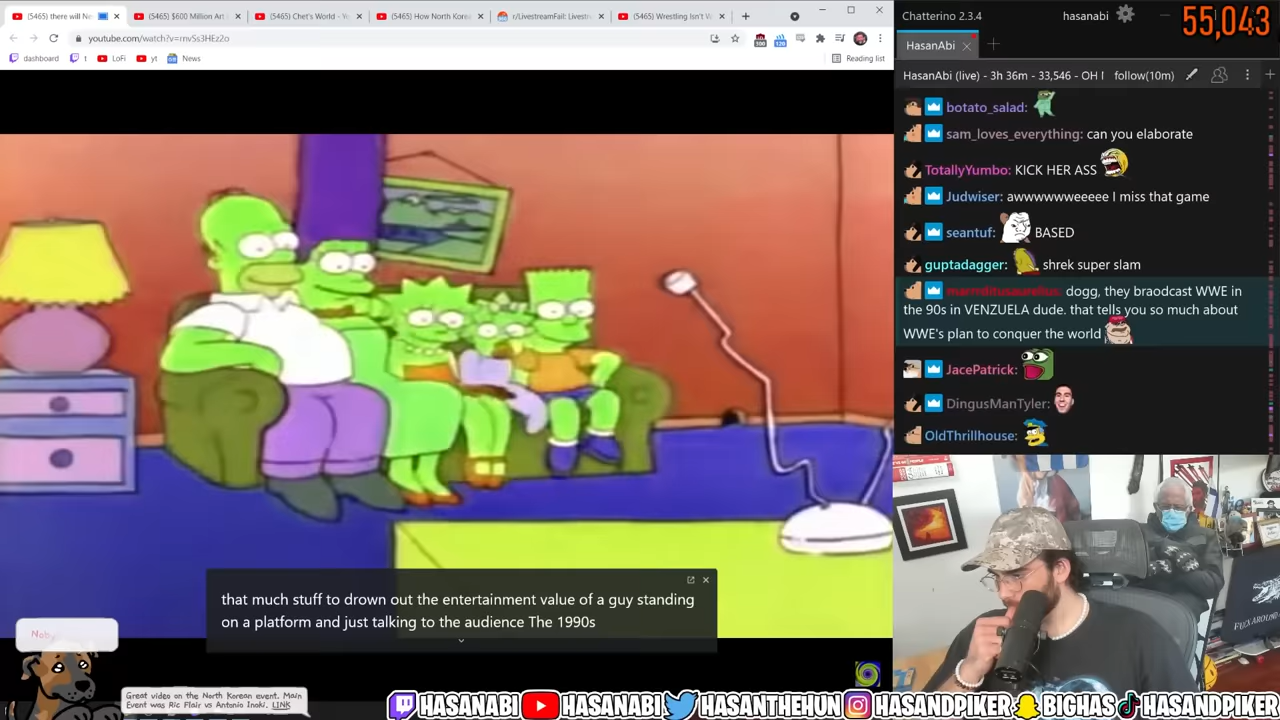 (5465) there will Ne
(5465) $600 Million Art
(5465) Chet's World - Y
(5465) How North Korea
r/LivestreamFail: Livestre
(5465) Wrestling Isn't W
youtube.com/watch?v=rnvSs3HEz2o
dashboard
t
LoFi
yt
News
Reading list
Chatterino 2.3.4
hasanabi
55,043
HasanAbi
HasanAbi (live) - 3h 36m - 33,546 - OH I
follow(10m)
botato_salad:
sam_loves_everything: can you elaborate
TotallyYumbo: KICK HER ASS
Judwiser: awwwwwweeeee I miss that game
seantuf: BASED
guptadagger: shrek super slam
dogg, they braodcast WWE in
the 90s in VENZUELA dude. that tells you so much about
WWE's plan to conquer the world
JacePatrick:
DingusManTyler:
OldThrillhouse:
that much stuff to drown out the entertainment value of a guy standing
on a platform and just talking to the audience The 1990s
Great video on the North Korean event. Main
Event was Ric Flair vs Antonio Inoki. LINK
HASANABI
HASANABI
HASANTHEHUN
HASANDPIKER
BIGHAS
HASANDPIKER